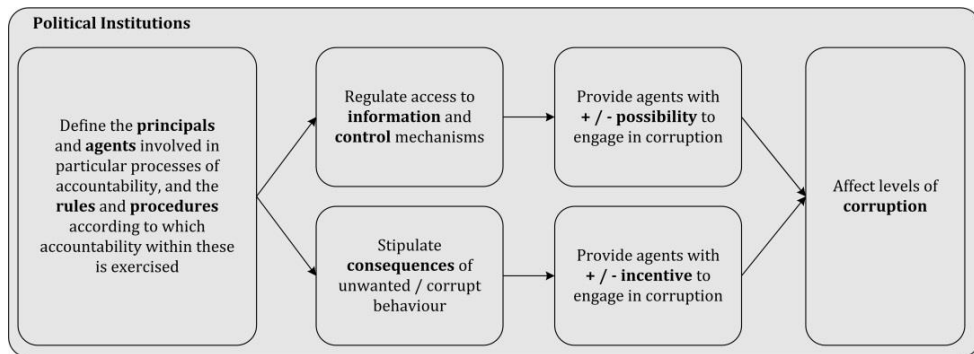 Political Institutions
Define the principals
and agents involved in
particular processes of
accountability, and the
rules and procedures
according to which
accountability within these
is exercised
Regulate access to
information and
control mechanisms
Provide agents with
+ / - possibility to
engage in corruption
Stipulate
consequences of
unwanted / corrupt
behaviour
Provide agents with
+ / - incentive to
engage in corruption
Affect levels of
corruption